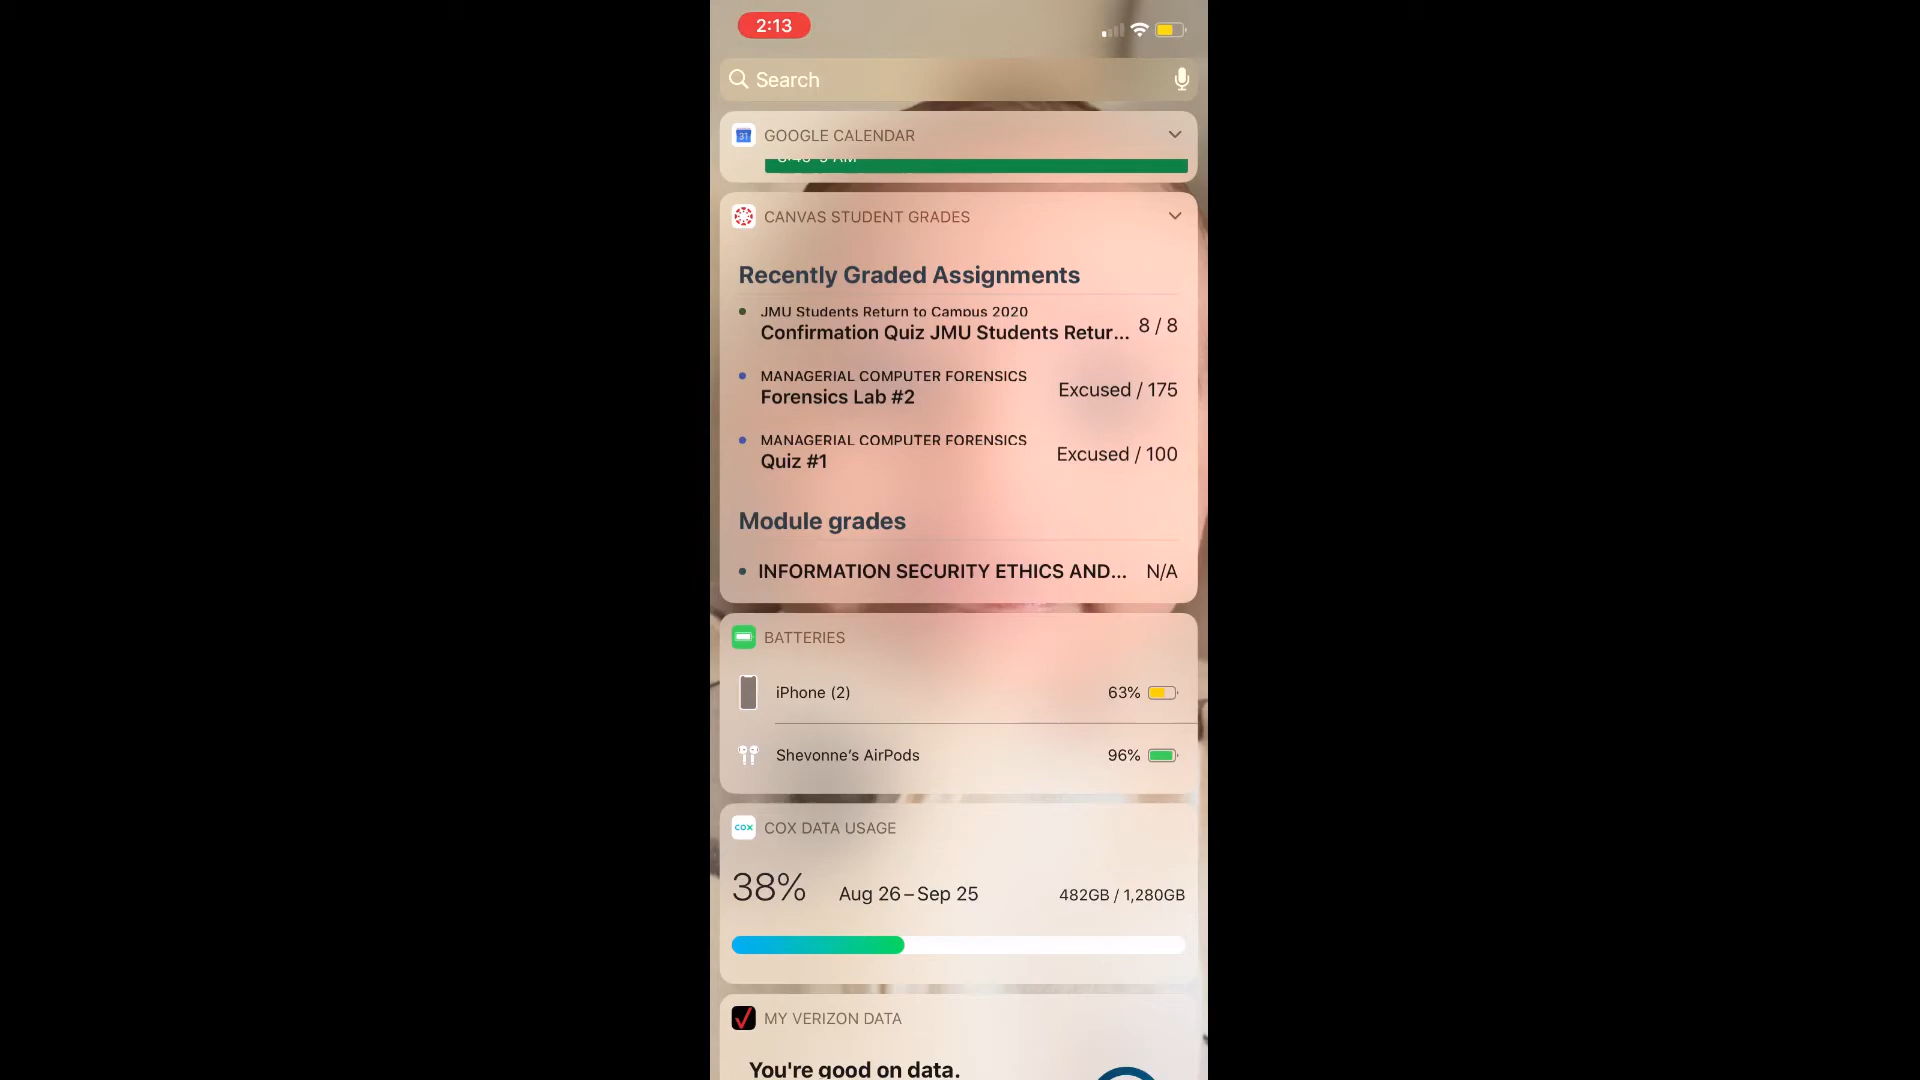 2:13
Search
31 GOOGLE CALENDAR
CANVAS STUDENT GRADES
Recently Graded Assignments
JMU Students Return to Campus 2020
Confirmation Quiz JMU Students Retur... 8 / 8
MANAGERIAL COMPUTER FORENSICS
Forensics Lab #2 Excused / 175
MANAGERIAL COMPUTER FORENSICS
Quiz #1 Excused / 100
Module grades
INFORMATION SECURITY ETHICS AND... N/A
BATTERIES
iPhone (2) 63%
Shevonne's AirPods 96%
COX COX DATA USAGE
38% Aug 26 – Sep 25 482GB / 1,280GB
MY VERIZON DATA
You're good on data.